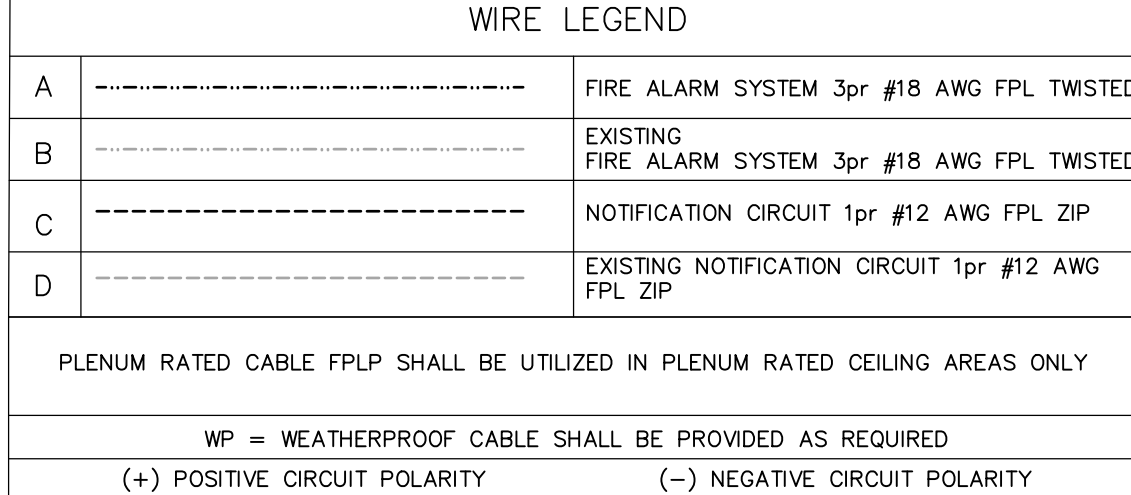 WIRE LEGEND
A
FIRE ALARM SYSTEM 3pr #18 AWG FPL TWISTED
B
EXISTING
FIRE ALARM SYSTEM 3pr #18 AWG FPL TWISTED
C
NOTIFICATION CIRCUIT 1pr #12 AWG FPL ZIP
D
EXISTING NOTIFICATION CIRCUIT 1pr #12 AWG
FPL ZIP
PLENUM RATED CABLE FPLP SHALL BE UTILIZED IN PLENUM RATED CEILING AREAS ONLY
WP = WEATHERPROOF CABLE SHALL BE PROVIDED AS REQUIRED
(+) POSITIVE CIRCUIT POLARITY (−) NEGATIVE CIRCUIT POLARITY